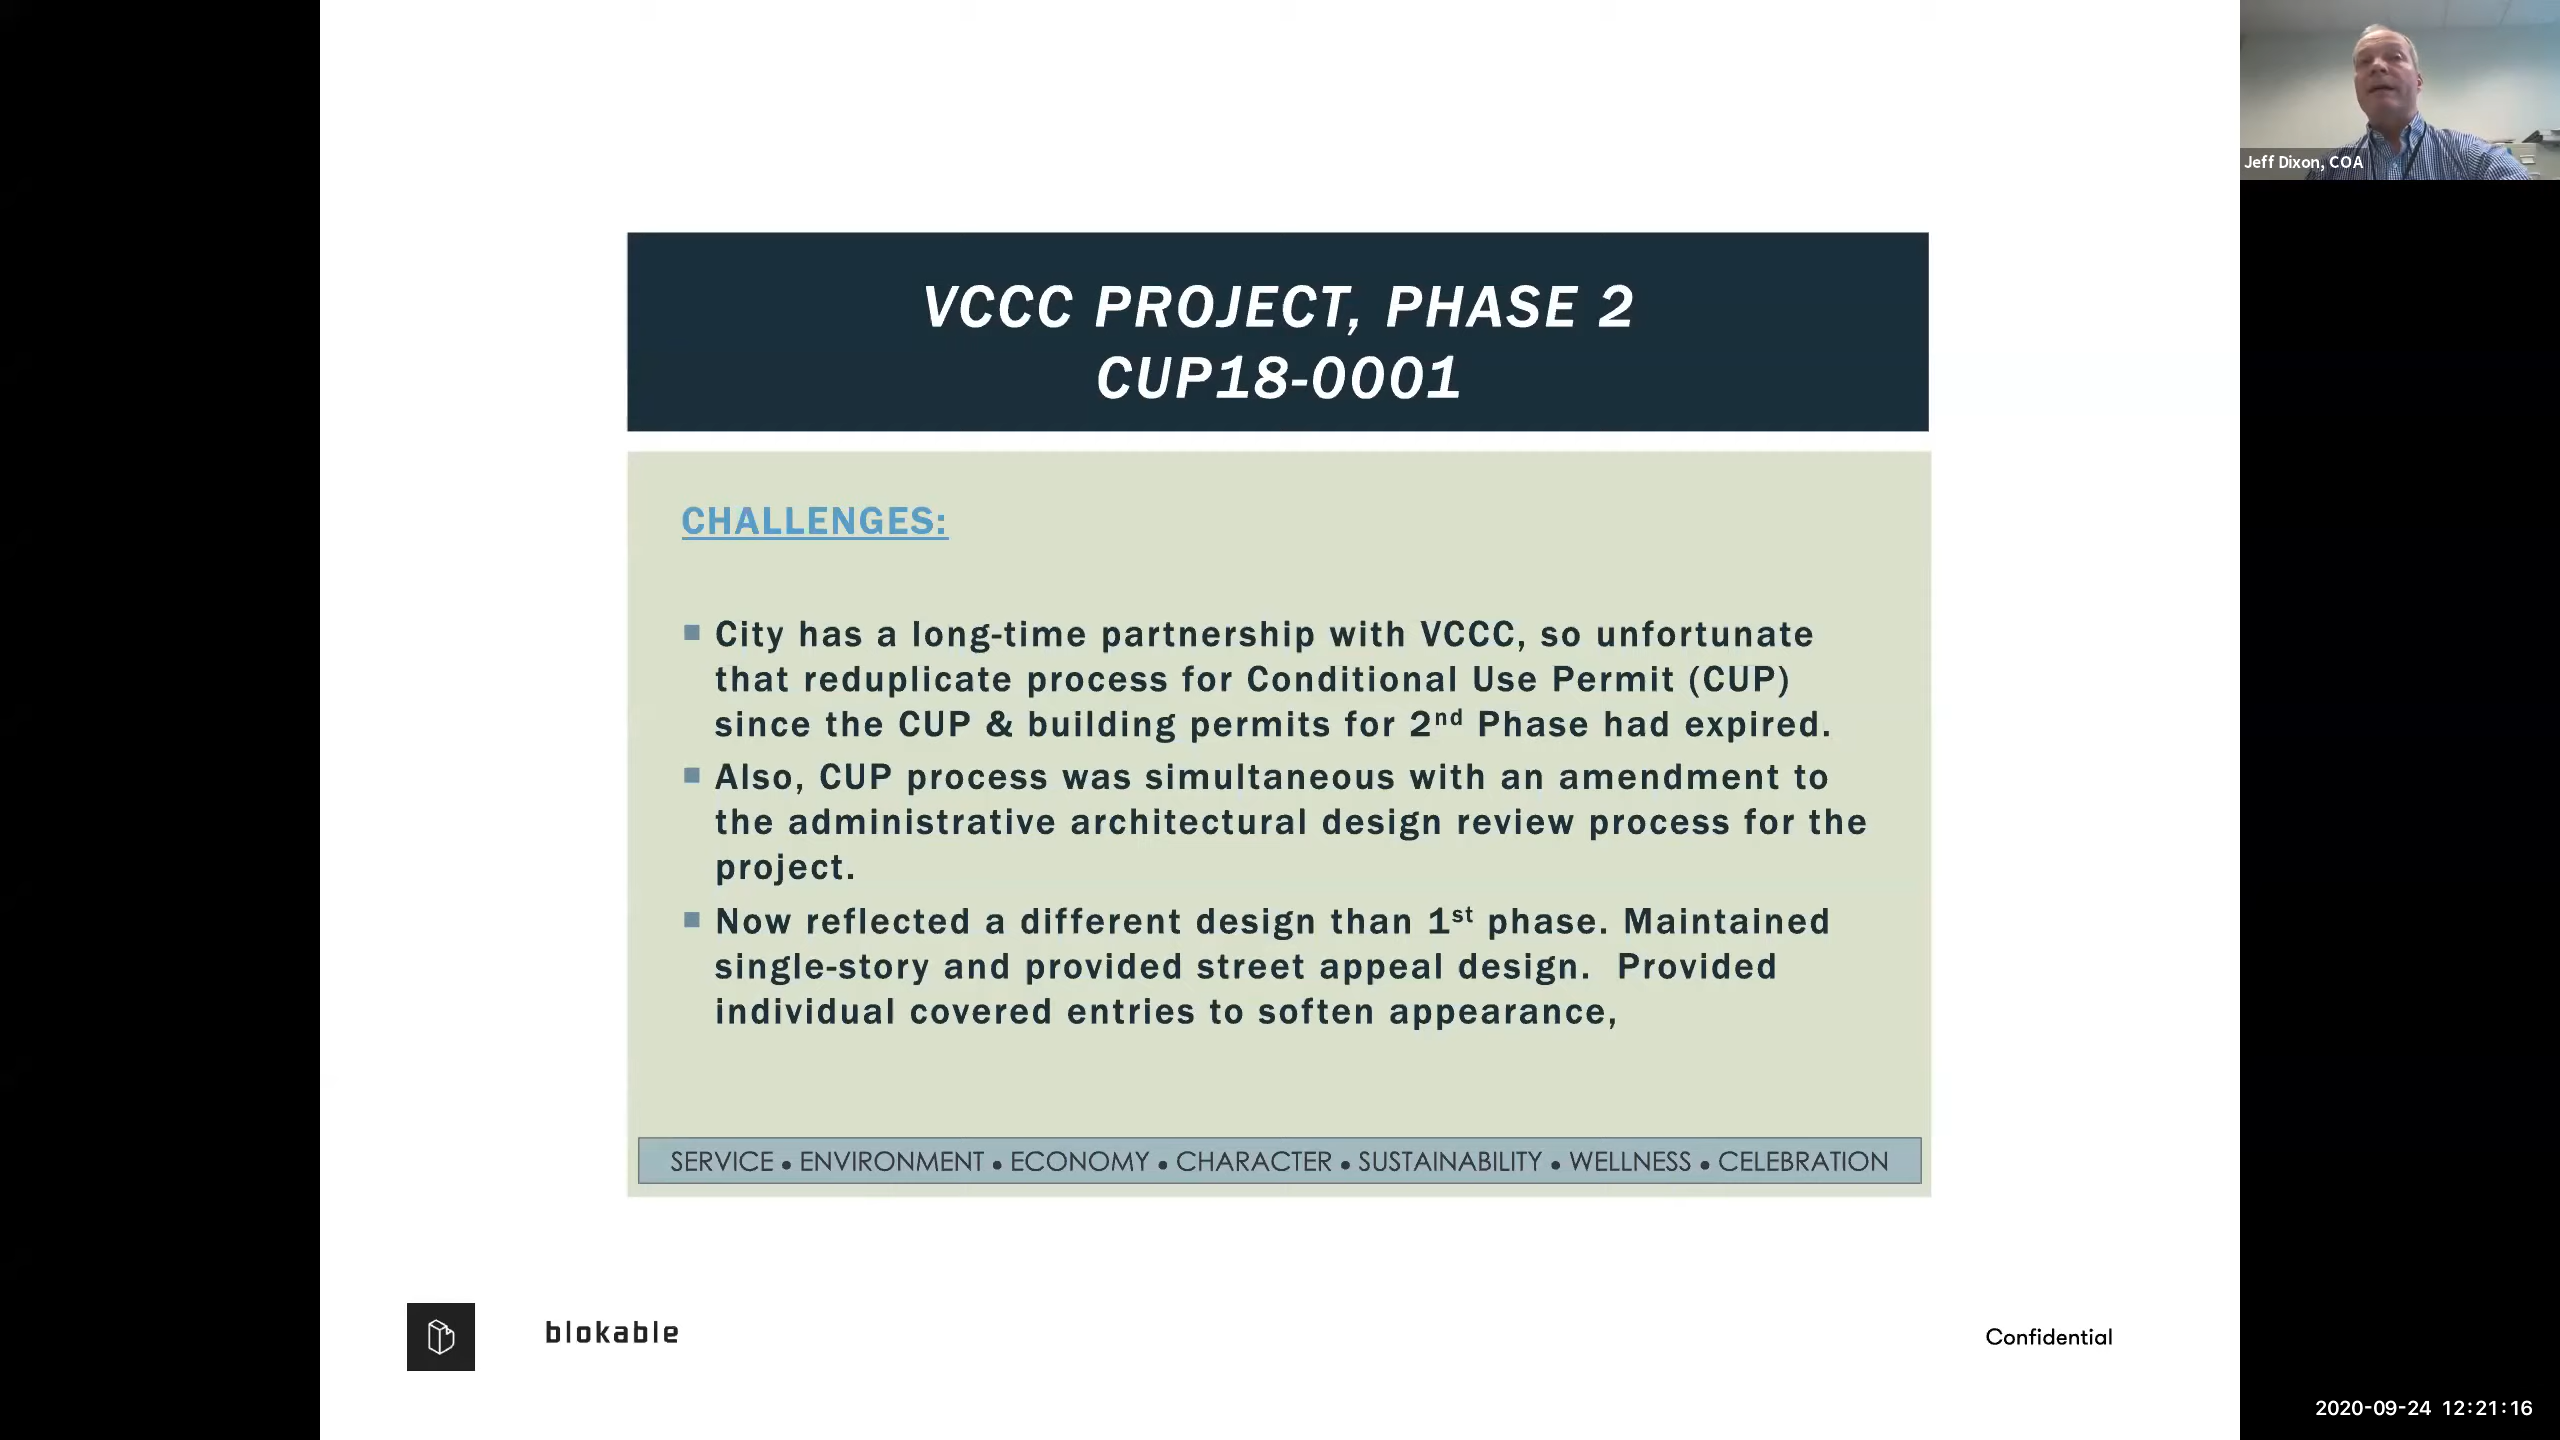 Jeff Dixon, COA
VCCC PROJECT, PHASE 2
CUP18-0001
CHALLENGES:
■ City has a long-time partnership with VCCC, so unfortunate
that reduplicate process for Conditional Use Permit (CUP)
since the CUP & building permits for 2nd Phase had expired.
■ Also, CUP process was simultaneous with an amendment to
the administrative architectural design review process for the
project.
■ Now reflected a different design than 1st phase. Maintained
single-story and provided street appeal design.  Provided
individual covered entries to soften appearance,
SERVICE • ENVIRONMENT • ECONOMY • CHARACTER • SUSTAINABILITY • WELLNESS • CELEBRATION
blokable
Confidential
2020-09-24 12:21:16